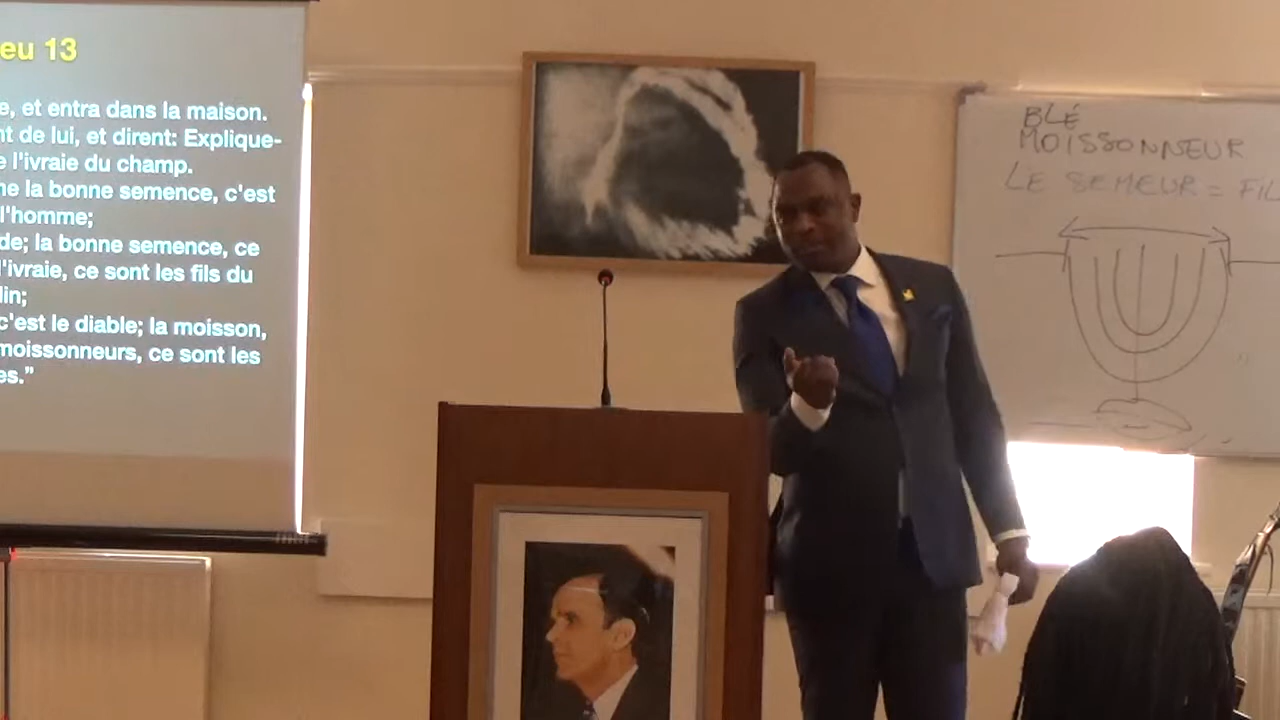 eu 13
e, et entra dans la maison.
nt de lui, et dirent: Explique-
e l'ivraie du champ.
ne la bonne semence, c'est
l'homme;
de; la bonne semence, ce
l'ivraie, ce sont les fils du
lin;
c'est le diable; la moisson,
moissonneurs, ce sont les
es.”
BLÉ
MOISSONNEUR
LE SEMEUR = FIL